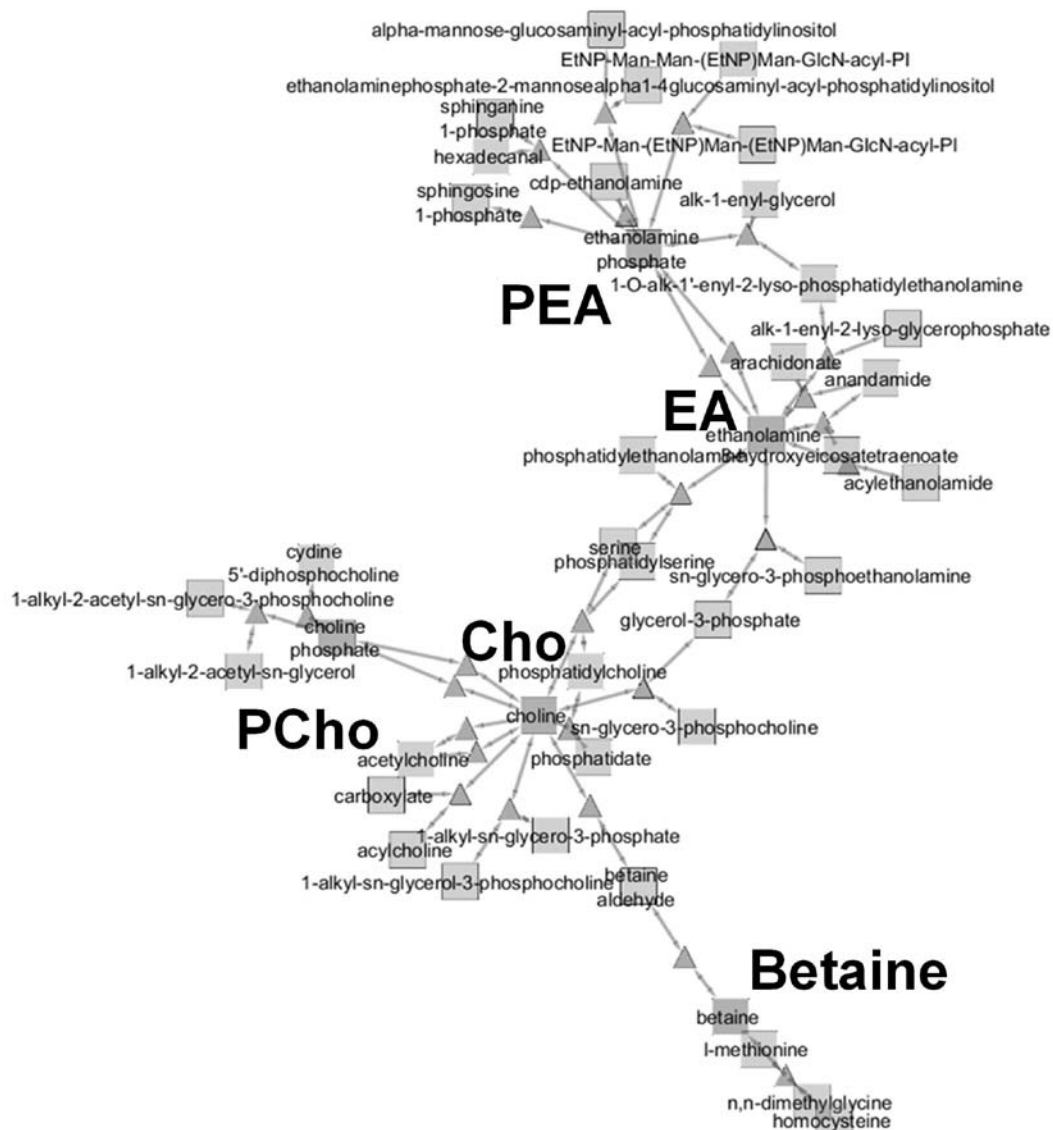 alpha-mannose-glucosaminyl-acyl-phosphatidylinositol
EtNP-Man-Man-(EtNP)Man-GlcN-acyl-PI
ethanolaminephosphate-2-mannosealpha1-4glucosaminyl-acyl-phosphatidylinositol
sphinganine
1-phosphate
hexadecanal
EtNP-Man-(EtNP)Man-(EtNP)Man-GlcN-acyl-PI
cdp-ethanolamine
sphingosine
1-phosphate
alk-1-enyl-glycerol
ethanolamine
phosphate
1-O-alk-1'-enyl-2-lyso-phosphatidylethanolamine
PEA
alk-1-enyl-2-lyso-glycerophosphate
arachidonate
anandamide
EA
ethanolamine
phosphatidylethanolamine
-hydroxyeicosatetraenoate
acylethanolamide
serine
phosphatidylserine
sn-glycero-3-phosphoethanolamine
cydine
5'-diphosphocholine
1-alkyl-2-acetyl-sn-glycero-3-phosphocholine
choline
phosphate
glycerol-3-phosphate
Cho
1-alkyl-2-acetyl-sn-glycerol
phosphatidylcholine
PCho
choline
sn-glycero-3-phosphocholine
acetylcholine
phosphatidate
carboxylate
1-alkyl-sn-glycero-3-phosphate
acylcholine
1-alkyl-sn-glycerol-3-phosphocholine
betaine
aldehyde
Betaine
betaine
l-methionine
n,n-dimethylglycine
homocysteine